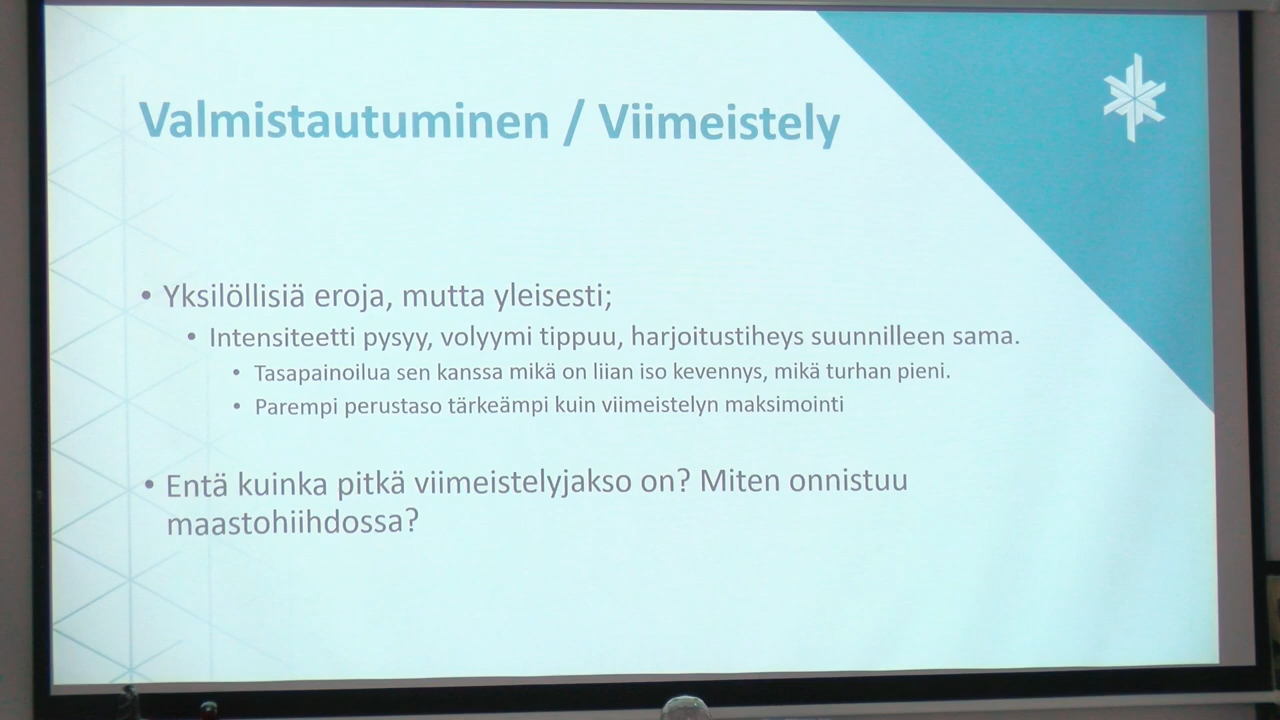 Valmistautuminen / Viimeistely
• Yksilöllisiä eroja, mutta yleisesti;
• Intensiteetti pysyy, volyymi tippuu, harjoitustiheys suunnilleen sama.
• Tasapainoilua sen kanssa mikä on liian iso kevennys, mikä turhan pieni.
• Parempi perustaso tärkeämpi kuin viimeistelyn maksimointi
• Entä kuinka pitkä viimeistelyjakso on? Miten onnistuu
maastohiihdossa?